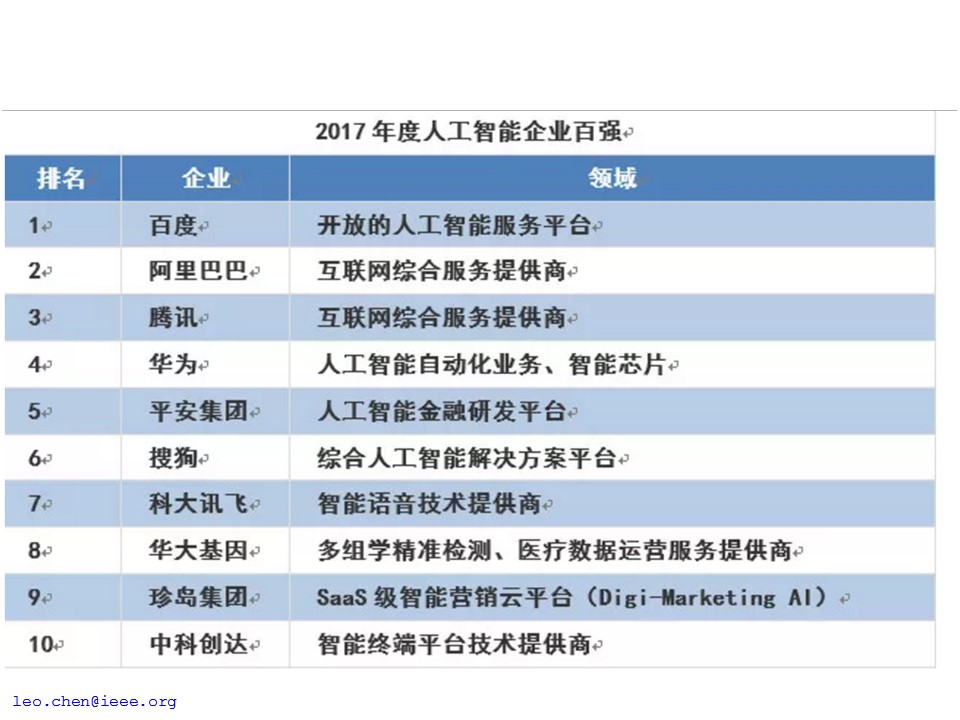 2017 年度人工智能企业百强
排名 企业 领域
1 百度 开放的人工智能服务平台
2 阿里巴巴 互联网综合服务提供商
3 腾讯 互联网综合服务提供商
4 华为 人工智能自动化业务、智能芯片
5 平安集团 人工智能金融研发平台
6 搜狗 综合人工智能解决方案平台
7 科大讯飞 智能语音技术提供商
8 华大基因 多组学精准检测、医疗数据运营服务提供商
9 珍岛集团 SaaS 级智能营销云平台（Digi-Marketing AI）
10 中科创达 智能终端平台技术提供商
leo.chen@ieee.org